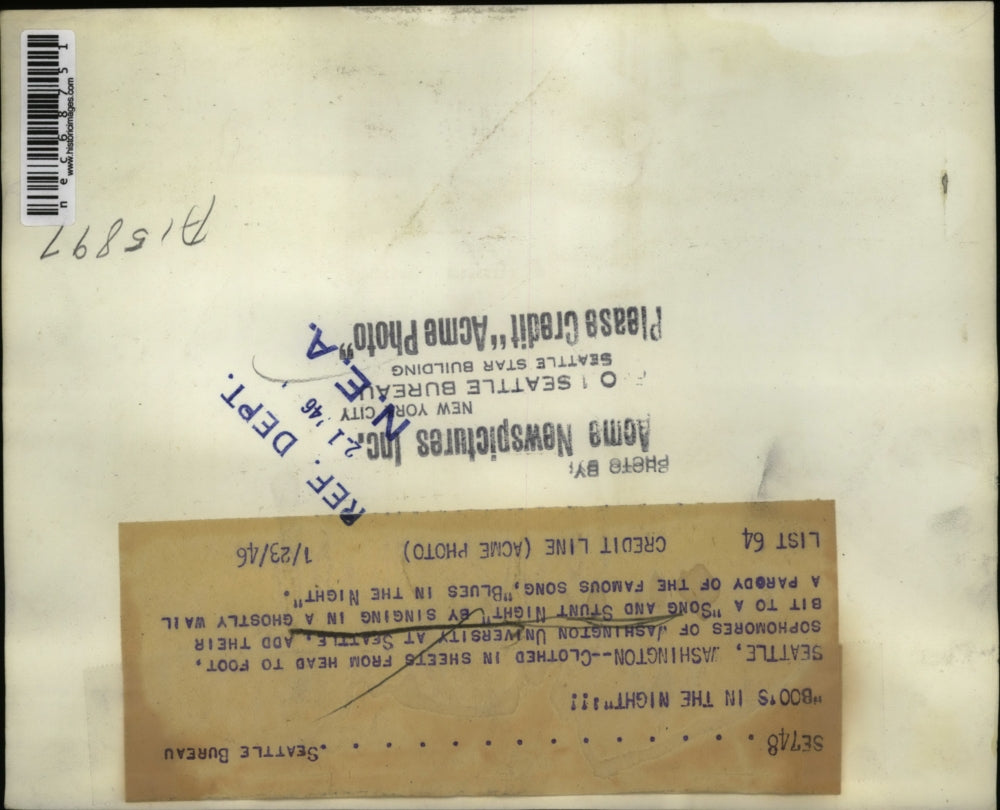 SE748. . . . . . . . . . . . . . . SEATTLE BUREAU
"BOO'S IN THE NIGHT"!!!
SEATTLE, WASHINGTON--CLOTHED IN SHEETS FROM HEAD TO FOOT,
SOPHOMORES OF WASHINGTON UNIVERSITY AT SEATTLE, ADD THEIR
BIT TO A "SONG AND STUNT NIGHT" BY SINGING IN A GHOSTLY WAIL
A PARODY OF THE FAMOUS SONG, "BLUES IN THE NIGHT".
LIST 64 CREDIT LINE (ACME PHOTO) 1/23/46
PHOTO BY:
Acme Newspictures Inc.
NEW YORK CITY
SEATTLE BUREAU
SEATTLE STAR BUILDING
Please Credit "Acme Photo"
REF. DEPT.
21 '46
N.E.A.
A15897
www.historicimages.com